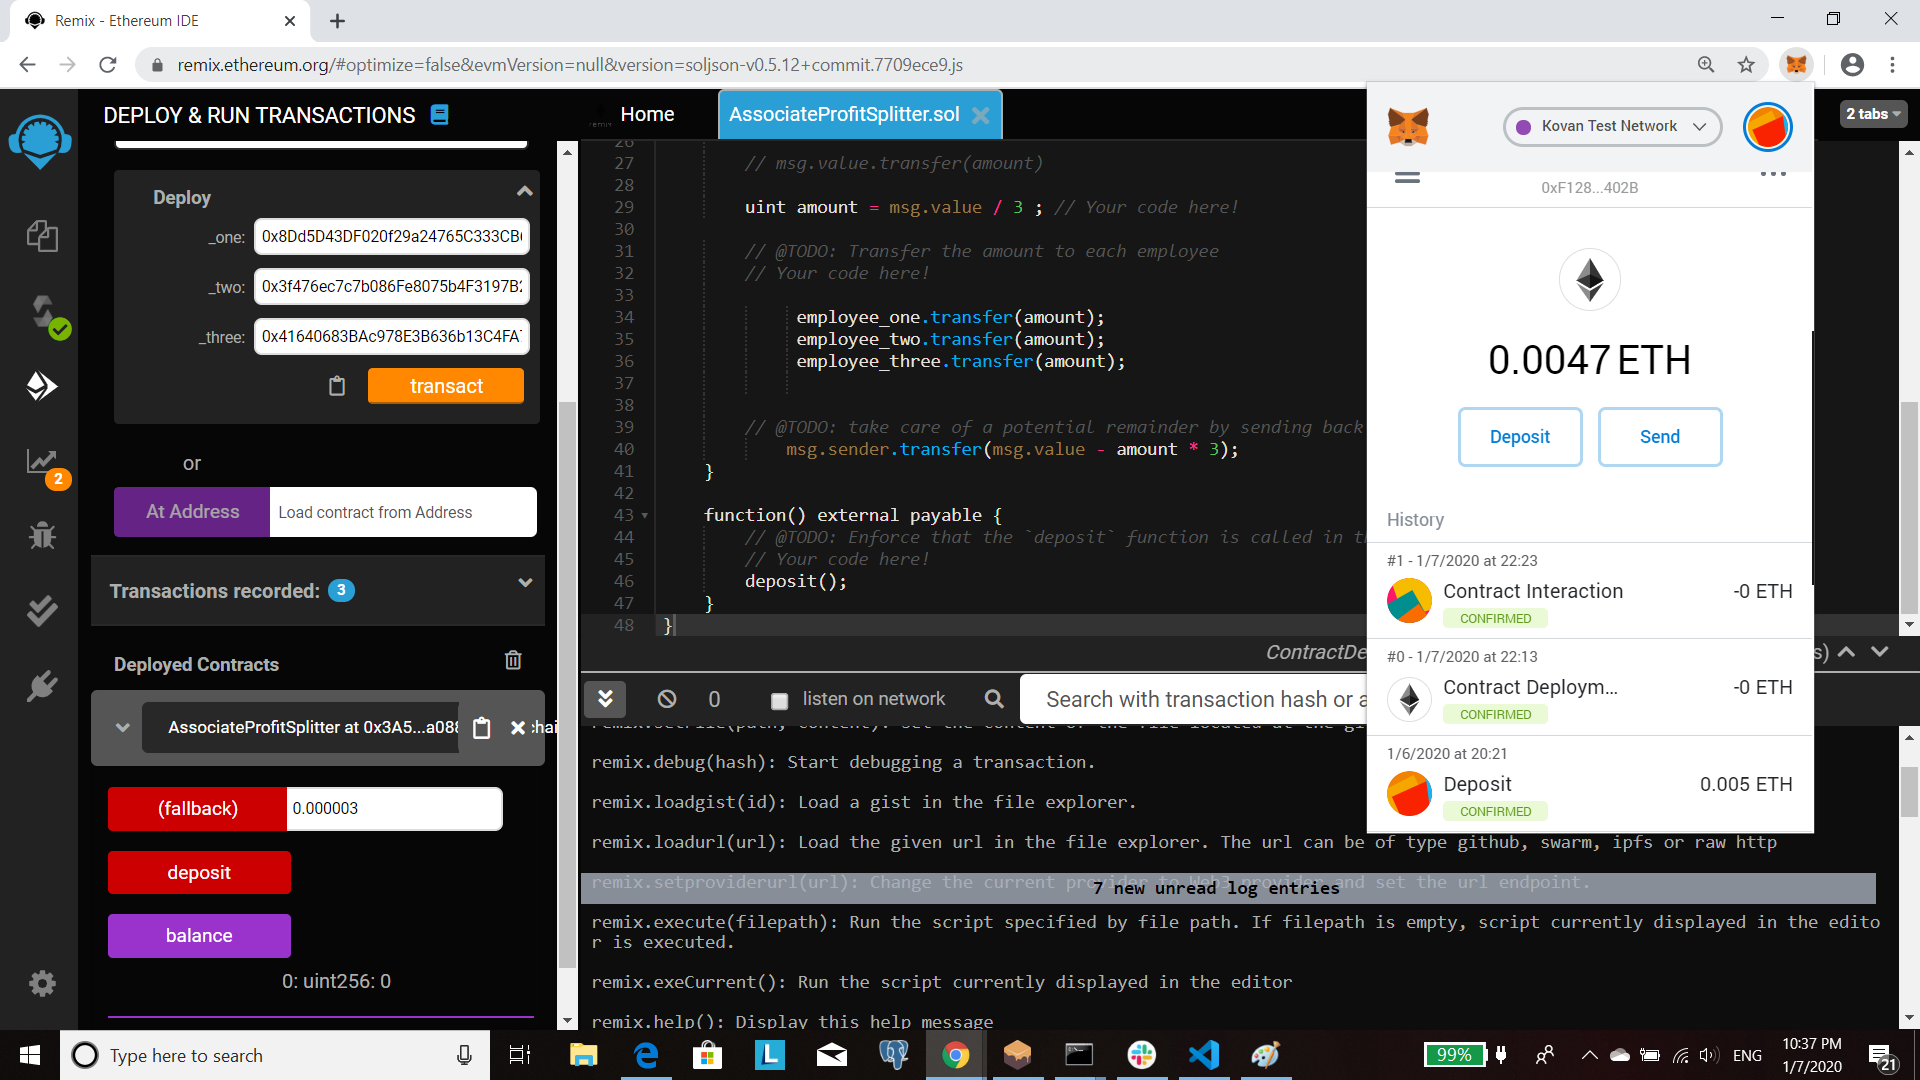 Remix - Ethereum IDE
remix.ethereum.org/#optimize=false&evmVersion=null&version=soljson-v0.5.12+commit.7709ece9.js
DEPLOY & RUN TRANSACTIONS
Deploy
_one:
0x8Dd5D43DF020f29a24765C333CB
_two:
0x3f476ec7c7b086Fe8075b4F3197B2
_three:
0x41640683BAc978E3B636b13C4FA
transact
or
At Address
Load contract from Address
2
Transactions recorded: 3
Deployed Contracts
AssociateProfitSplitter at 0x3A5...a088
(fallback)
0.000003
deposit
balance
0: uint256: 0
Home
AssociateProfitSplitter.sol
2 tabs
26
27 // msg.value.transfer(amount)
28
29 uint amount = msg.value / 3 ; // Your code here!
30
31 // @TODO: Transfer the amount to each employee
32 // Your code here!
33
34 employee_one.transfer(amount);
35 employee_two.transfer(amount);
36 employee_three.transfer(amount);
37
38
39 // @TODO: take care of a potential remainder by sending back
40 msg.sender.transfer(msg.value - amount * 3);
41 }
42
43 function() external payable {
44 // @TODO: Enforce that the `deposit` function is called in t
45 // Your code here!
46 deposit();
47 }
48 }
ContractDe
s)
0
listen on network
Search with transaction hash or a
remix.debug(hash): Start debugging a transaction.
remix.loadgist(id): Load a gist in the file explorer.
remix.loadurl(url): Load the given url in the file explorer. The url can be of type github, swarm, ipfs or raw http
remix.setproviderurl(url): Change the current provider to Web3 provider and set the url endpoint.
7 new unread log entries
remix.execute(filepath): Run the script specified by file path. If filepath is empty, script currently displayed in the edito
r is executed.
remix.exeCurrent(): Run the script currently displayed in the editor
remix.help(): Display this help message
Kovan Test Network
0xF128...402B
0.0047 ETH
Deposit
Send
History
#1 - 1/7/2020 at 22:23
Contract Interaction
-0 ETH
CONFIRMED
#0 - 1/7/2020 at 22:13
Contract Deploym...
-0 ETH
CONFIRMED
1/6/2020 at 20:21
Deposit
0.005 ETH
CONFIRMED
Type here to search
99%
ENG
10:37 PM
1/7/2020
21